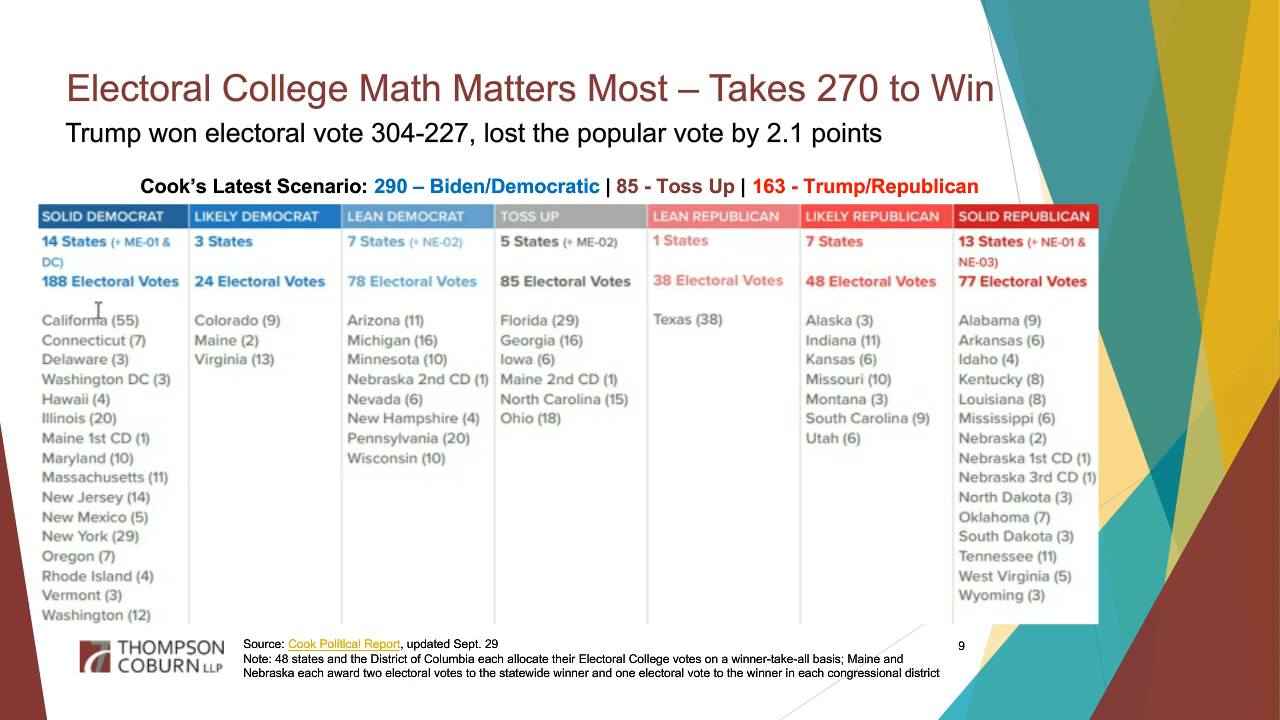 Electoral College Math Matters Most – Takes 270 to Win
Trump won electoral vote 304-227, lost the popular vote by 2.1 points
Cook's Latest Scenario: 290 – Biden/Democratic | 85 - Toss Up | 163 - Trump/Republican
SOLID DEMOCRAT
14 States (+ ME-01 &
DC)
188 Electoral Votes
California (55)
Connecticut (7)
Delaware (3)
Washington DC (3)
Hawaii (4)
Illinois (20)
Maine 1st CD (1)
Maryland (10)
Massachusetts (11)
New Jersey (14)
New Mexico (5)
New York (29)
Oregon (7)
Rhode Island (4)
Vermont (3)
Washington (12)
LIKELY DEMOCRAT
3 States
24 Electoral Votes
Colorado (9)
Maine (2)
Virginia (13)
LEAN DEMOCRAT
7 States (+ NE-02)
78 Electoral Votes
Arizona (11)
Michigan (16)
Minnesota (10)
Nebraska 2nd CD (1)
Nevada (6)
New Hampshire (4)
Pennsylvania (20)
Wisconsin (10)
TOSS UP
5 States (+ ME-02)
85 Electoral Votes
Florida (29)
Georgia (16)
Iowa (6)
Maine 2nd CD (1)
North Carolina (15)
Ohio (18)
LEAN REPUBLICAN
1 States
38 Electoral Votes
Texas (38)
LIKELY REPUBLICAN
7 States
48 Electoral Votes
Alaska (3)
Indiana (11)
Kansas (6)
Missouri (10)
Montana (3)
South Carolina (9)
Utah (6)
SOLID REPUBLICAN
13 States (+ NE-01 &
NE-03)
77 Electoral Votes
Alabama (9)
Arkansas (6)
Idaho (4)
Kentucky (8)
Louisiana (8)
Mississippi (6)
Nebraska (2)
Nebraska 1st CD (1)
Nebraska 3rd CD (1)
North Dakota (3)
Oklahoma (7)
South Dakota (3)
Tennessee (11)
West Virginia (5)
Wyoming (3)
THOMPSON
COBURN LLP
Source: Cook Political Report, updated Sept. 29
Note: 48 states and the District of Columbia each allocate their Electoral College votes on a winner-take-all basis; Maine and
Nebraska each award two electoral votes to the statewide winner and one electoral vote to the winner in each congressional district
9